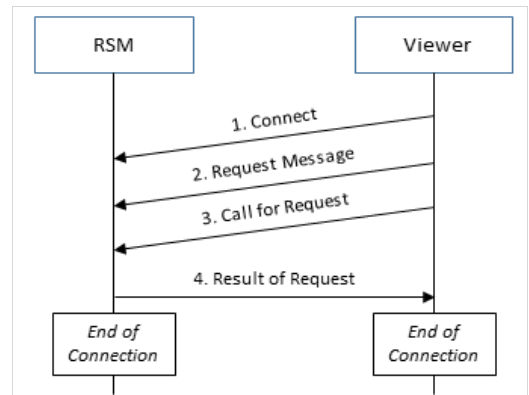 RSM
Viewer
1. Connect
2. Request Message
3. Call for Request
4. Result of Request
End of
Connection
End of
Connection